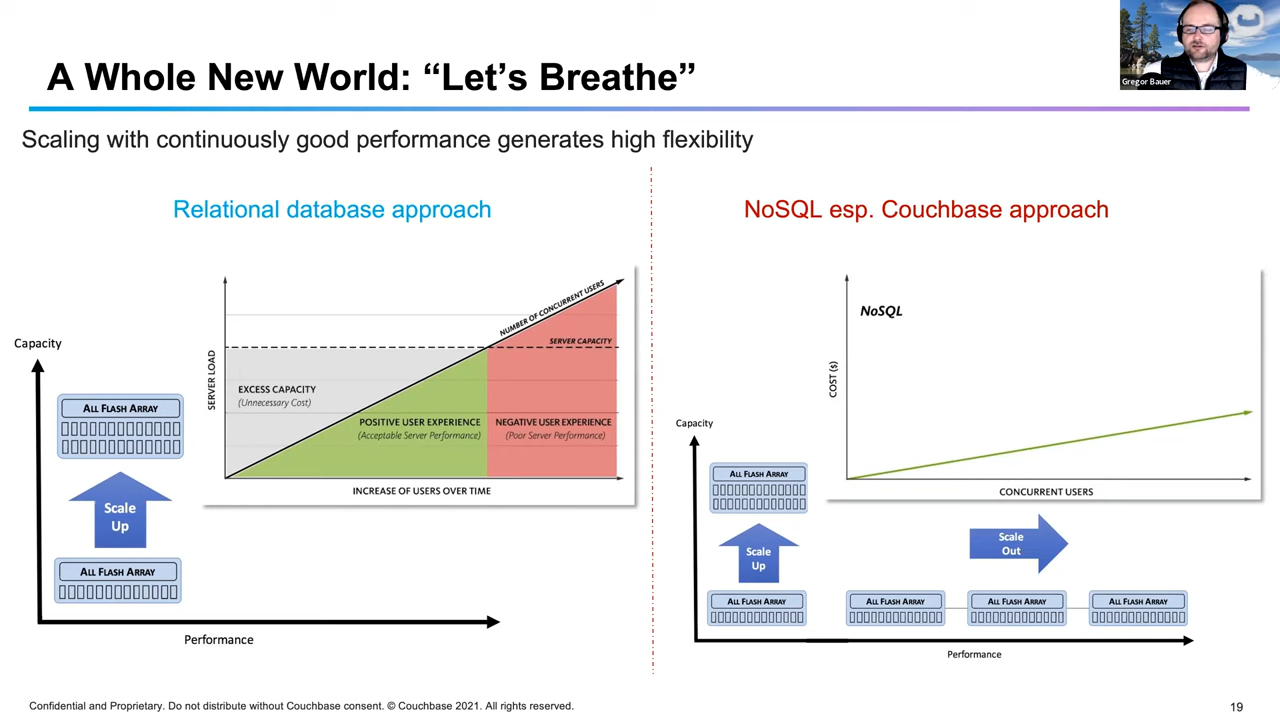 A Whole New World: “Let’s Breathe”
Gregor Bauer
Scaling with continuously good performance generates high flexibility
Relational database approach
Capacity
ALL FLASH ARRAY
Scale
Up
ALL FLASH ARRAY
Performance
SERVER LOAD
NUMBER OF CONCURRENT USERS
SERVER CAPACITY
EXCESS CAPACITY
(Unnecessary Cost)
POSITIVE USER EXPERIENCE
(Acceptable Server Performance)
NEGATIVE USER EXPERIENCE
(Poor Server Performance)
INCREASE OF USERS OVER TIME
NoSQL esp. Couchbase approach
NoSQL
COST ($)
CONCURRENT USERS
Capacity
ALL FLASH ARRAY
Scale
Up
Scale
Out
ALL FLASH ARRAY
ALL FLASH ARRAY
ALL FLASH ARRAY
ALL FLASH ARRAY
Performance
Confidential and Proprietary. Do not distribute without Couchbase consent. © Couchbase 2021. All rights reserved.
19